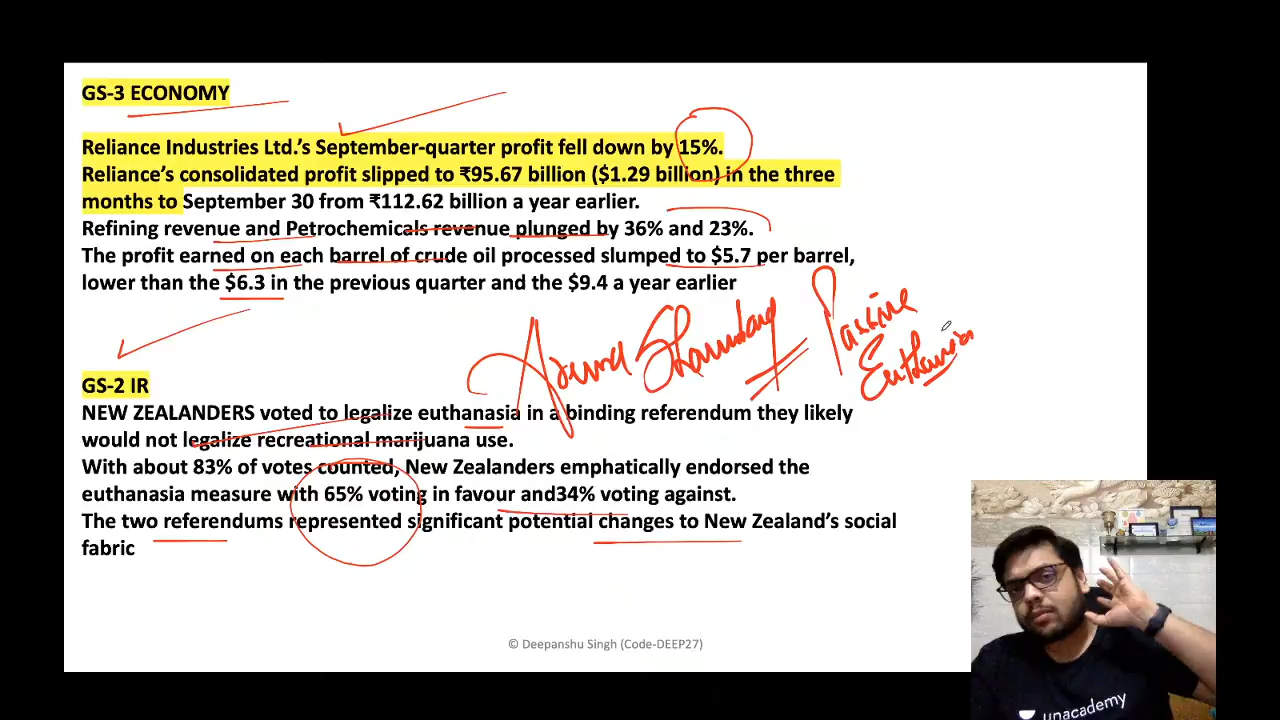 GS-3 ECONOMY
Reliance Industries Ltd.'s September-quarter profit fell down by 15%.
Reliance's consolidated profit slipped to ₹95.67 billion ($1.29 billion) in the three
months to September 30 from ₹112.62 billion a year earlier.
Refining revenue and Petrochemicals revenue plunged by 36% and 23%.
The profit earned on each barrel of crude oil processed slumped to $5.7 per barrel,
lower than the $6.3 in the previous quarter and the $9.4 a year earlier
Aruna Shaunbag Passive
Euthanasia
GS-2 IR
NEW ZEALANDERS voted to legalize euthanasia in a binding referendum they likely
would not legalize recreational marijuana use.
With about 83% of votes counted, New Zealanders emphatically endorsed the
euthanasia measure with 65% voting in favour and34% voting against.
The two referendums represented significant potential changes to New Zealand's social
fabric
© Deepanshu Singh (Code-DEEP27)
unacademy